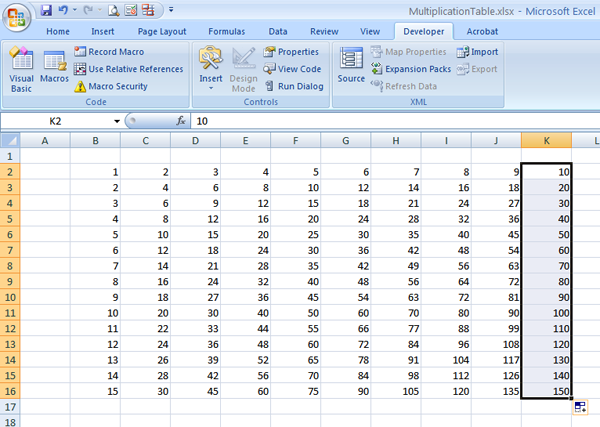 MultiplicationTable.xlsx - Microsoft Excel
Home Insert Page Layout Formulas Data Review View Developer Acrobat
Visual Basic Macros Record Macro Use Relative References Macro Security Insert Design Mode Properties View Code Run Dialog Source Map Properties Expansion Packs Refresh Data Import Export
Code Controls XML
K2 fx 10
A B C D E F G H I J K L
1
2 1 2 3 4 5 6 7 8 9 10
3 2 4 6 8 10 12 14 16 18 20
4 3 6 9 12 15 18 21 24 27 30
5 4 8 12 16 20 24 28 32 36 40
6 5 10 15 20 25 30 35 40 45 50
7 6 12 18 24 30 36 42 48 54 60
8 7 14 21 28 35 42 49 56 63 70
9 8 16 24 32 40 48 56 64 72 80
10 9 18 27 36 45 54 63 72 81 90
11 10 20 30 40 50 60 70 80 90 100
12 11 22 33 44 55 66 77 88 99 110
13 12 24 36 48 60 72 84 96 108 120
14 13 26 39 52 65 78 91 104 117 130
15 14 28 42 56 70 84 98 112 126 140
16 15 30 45 60 75 90 105 120 135 150
17
18